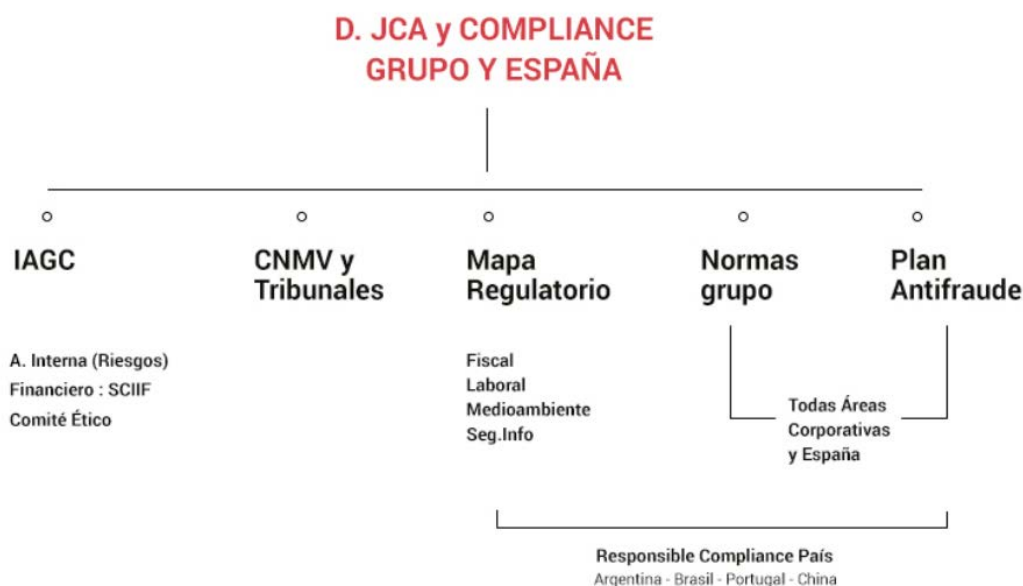 D. JCA y COMPLIANCE
GRUPO Y ESPAÑA
IAGC
CNMV y
Tribunales
Mapa
Regulatorio
Normas
grupo
Plan
Antifraude
A. Interna (Riesgos)
Financiero : SCIIF
Comité Ético
Fiscal
Laboral
Medioambiente
Seg.Info
Todas Áreas
Corporativas
y España
Responsible Compliance País
Argentina - Brasil - Portugal - China